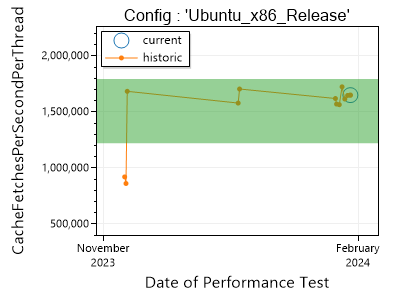 Config : 'Ubuntu_x86_Release'
current
historic
CacheFetchesPerSecondPerThread
2,000,000
1,500,000
1,000,000
500,000
November
2023
February
2024
Date of Performance Test